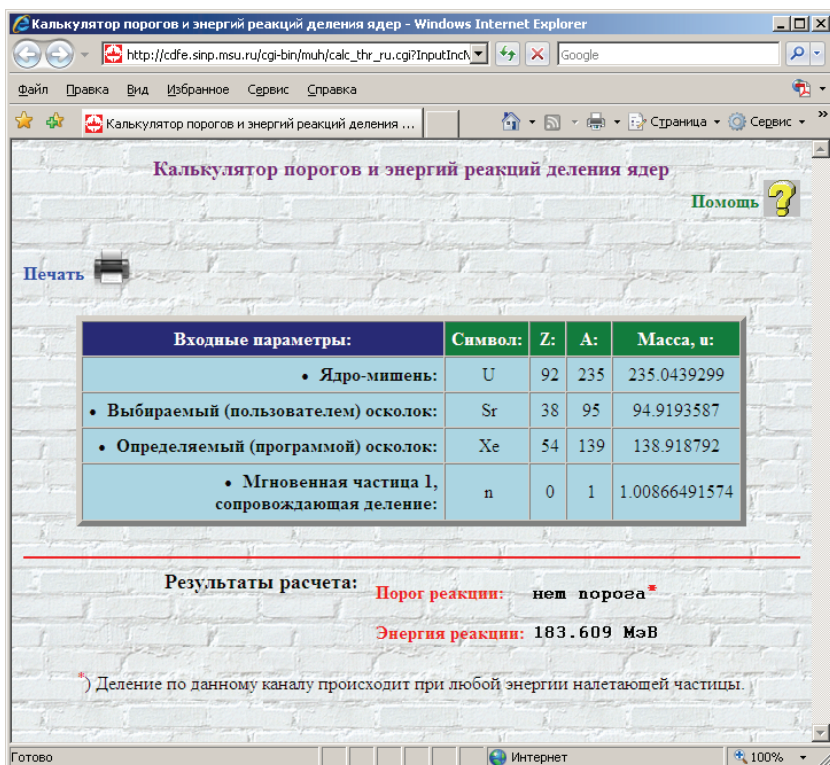 Калькулятор порогов и энергий реакций деления ядер - Windows Internet Explorer
http://cdfe.sinp.msu.ru/cgi-bin/muh/calc_thr_ru.cgi?InputIncN
Google
Файл Правка Вид Избранное Сервис Справка
Калькулятор порогов и энергий реакций деления ...
Страница Сервис »
Калькулятор порогов и энергий реакций деления ядер
Помощь
Печать
Входные параметры: Символ: Z: A: Масса, u:
• Ядро-мишень: U 92 235 235.0439299
• Выбираемый (пользователем) осколок: Sr 38 95 94.9193587
• Определяемый (программой) осколок: Xe 54 139 138.918792
• Мгновенная частица 1,
сопровождающая деление: n 0 1 1.00866491574
Результаты расчета:
Порог реакции: нет порога*
Энергия реакции: 183.609 МэВ
*) Деление по данному каналу происходит при любой энергии налетающей частицы.
Готово Интернет 100%